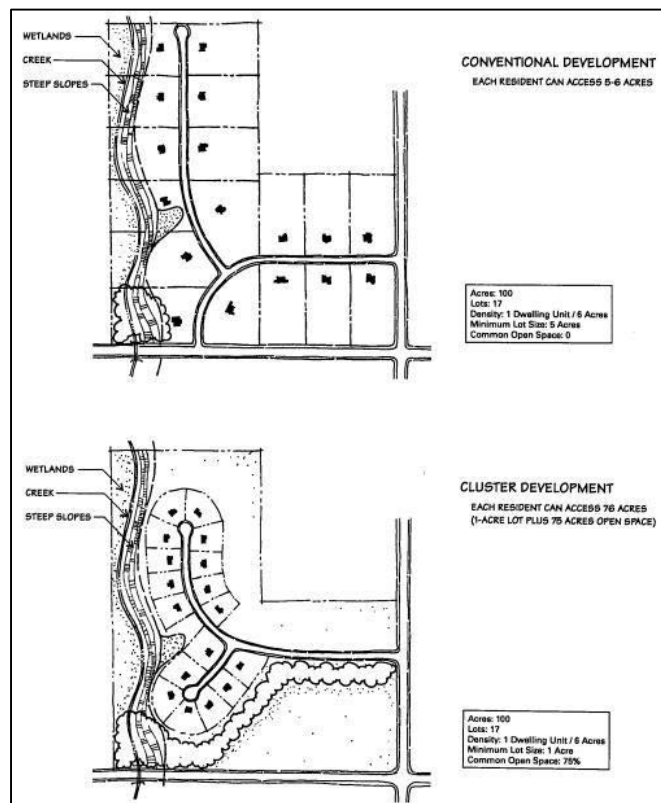 WETLANDS
CREEK
STEEP SLOPES
CONVENTIONAL DEVELOPMENT
EACH RESIDENT CAN ACCESS 5-6 ACRES
Acres: 100
Lots: 17
Density: 1 Dwelling Unit / 6 Acres
Minimum Lot Size: 5 Acres
Common Open Space: 0
WETLANDS
CREEK
STEEP SLOPES
CLUSTER DEVELOPMENT
EACH RESIDENT CAN ACCESS 76 ACRES
(1-ACRE LOT PLUS 75 ACRES OPEN SPACE)
Acres: 100
Lots: 17
Density: 1 Dwelling Unit / 6 Acres
Minimum Lot Size: 1 Acre
Common Open Space: 75%